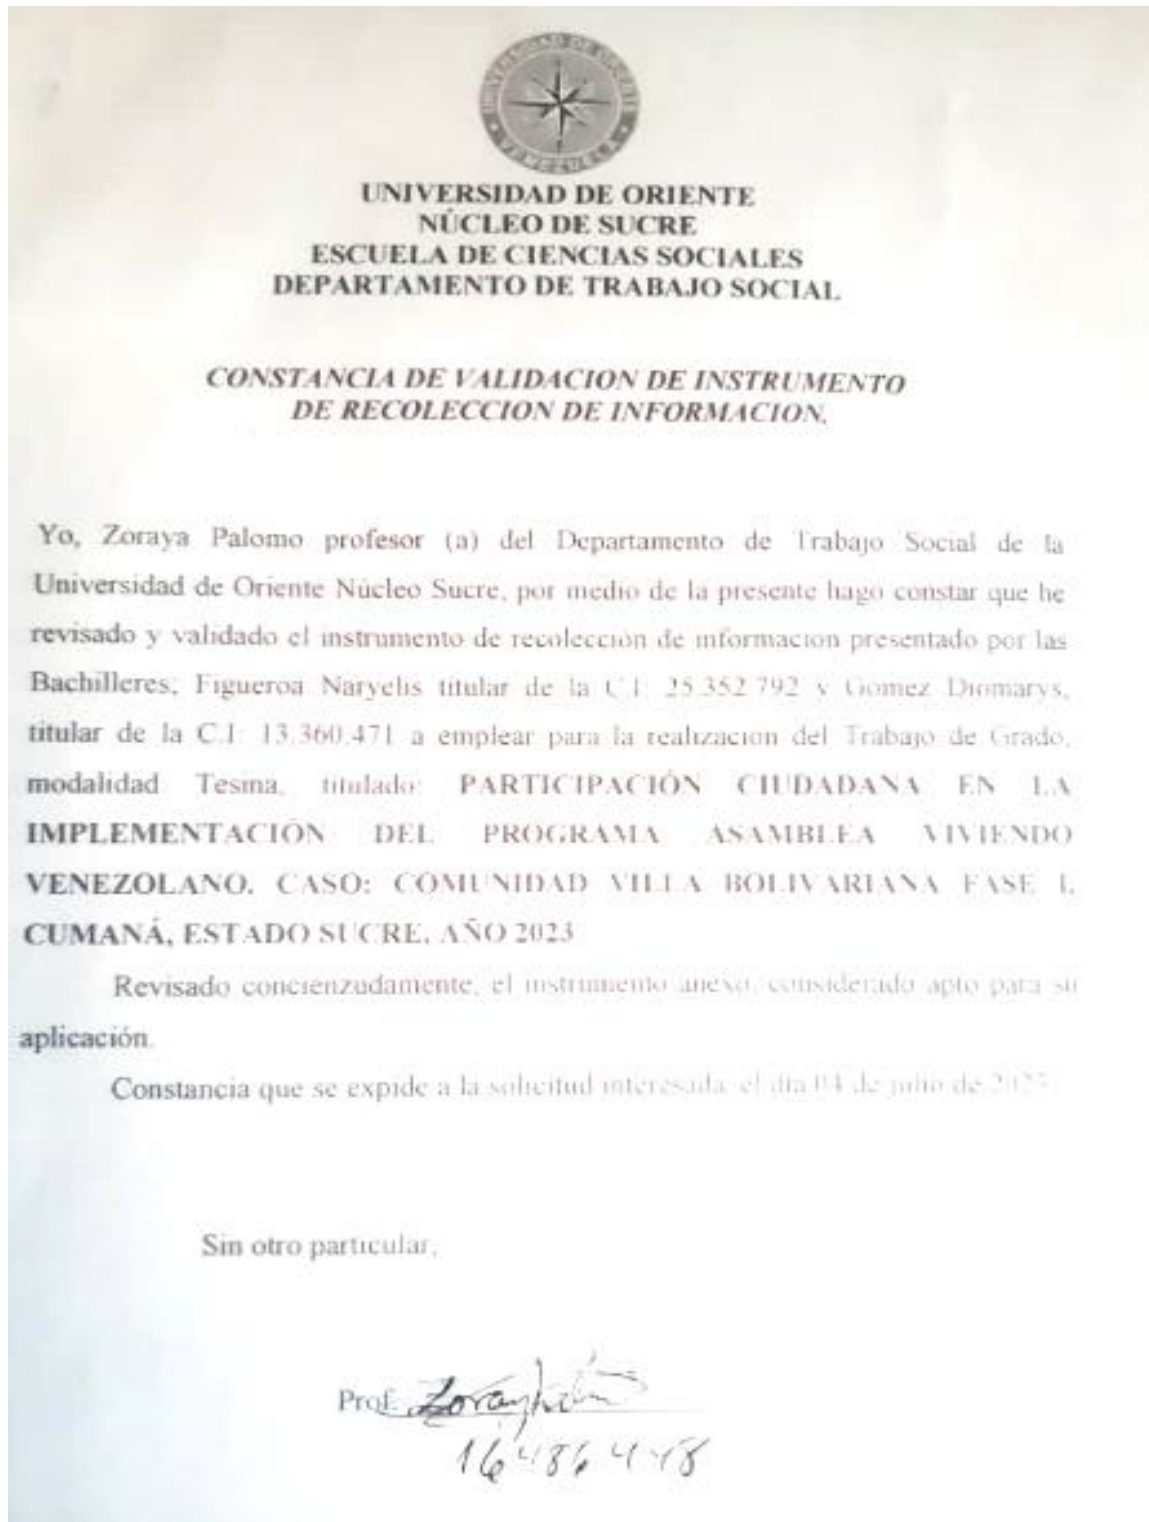 UNIVERSIDAD DE ORIENTE
VENEZUELA
UNIVERSIDAD DE ORIENTE
NÚCLEO DE SUCRE
ESCUELA DE CIENCIAS SOCIALES
DEPARTAMENTO DE TRABAJO SOCIAL
CONSTANCIA DE VALIDACION DE INSTRUMENTO
DE RECOLECCION DE INFORMACION.
Yo, Zoraya Palomo profesor (a) del Departamento de Trabajo Social de la
Universidad de Oriente Núcleo Sucre, por medio de la presente hago constar que he
revisado y validado el instrumento de recolección de informacion presentado por las
Bachilleres; Figueroa Naryelis titular de la C.I: 25.352.792 y Gomez Diomarys,
titular de la C.I: 13.360.471 a emplear para la realizacion del Trabajo de Grado,
modalidad Tesina, titulado: PARTICIPACIÓN CIUDADANA EN LA
IMPLEMENTACIÓN DEL PROGRAMA ASAMBLEA VIVIENDO
VENEZOLANO. CASO: COMUNIDAD VILLA BOLIVARIANA FASE I,
CUMANÁ, ESTADO SUCRE, AÑO 2023
Revisado concienzudamente, el instrumento anexo, considerado apto para su
aplicación.
Constancia que se expide a la solicitud interesada, el dia 04 de julio de 2023
Sin otro particular,
Prof.